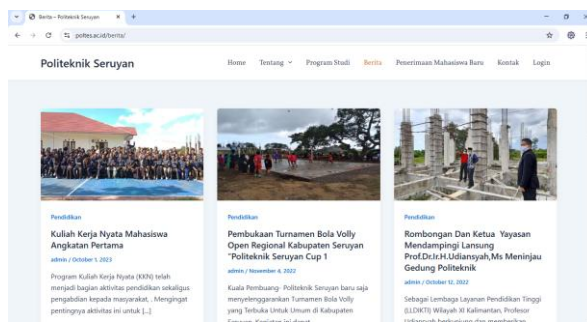 Berita – Politeknik Seruyan
poltes.ac.id/berita/
Politeknik Seruyan
Home Tentang Program Studi Berita Penerimaan Mahasiswa Baru Kontak Login
Pendidikan
Kuliah Kerja Nyata Mahasiswa
Angkatan Pertama
admin / October 1, 2023
Program Kuliah Kerja Nyata (KKN) telah
menjadi bagian aktivitas pendidikan sekaligus
pengabdian kepada masyarakat, . Mengingat
pentingnya aktivitas ini untuk [...]
Pendidikan
Pembukaan Turnamen Bola Volly
Open Regional Kabupaten Seruyan
"Politeknik Seruyan Cup 1
admin / November 4, 2022
Kuala Pembuang- Politeknik Seruyan baru saja
menyelenggarakan Turnamen Bola Volly
yang Terbuka Untuk Umum di Kabupaten
Pendidikan
Rombongan Dan Ketua Yayasan
Mendampingi Lansung
Prof.Dr.Ir.H.Udiansyah,Ms Meninjau
Gedung Politeknik
admin / October 12, 2022
Sebagai Lembaga Layanan Pendidikan Tinggi
(LLDIKTI) Wilayah XI Kalimantan, Profesor